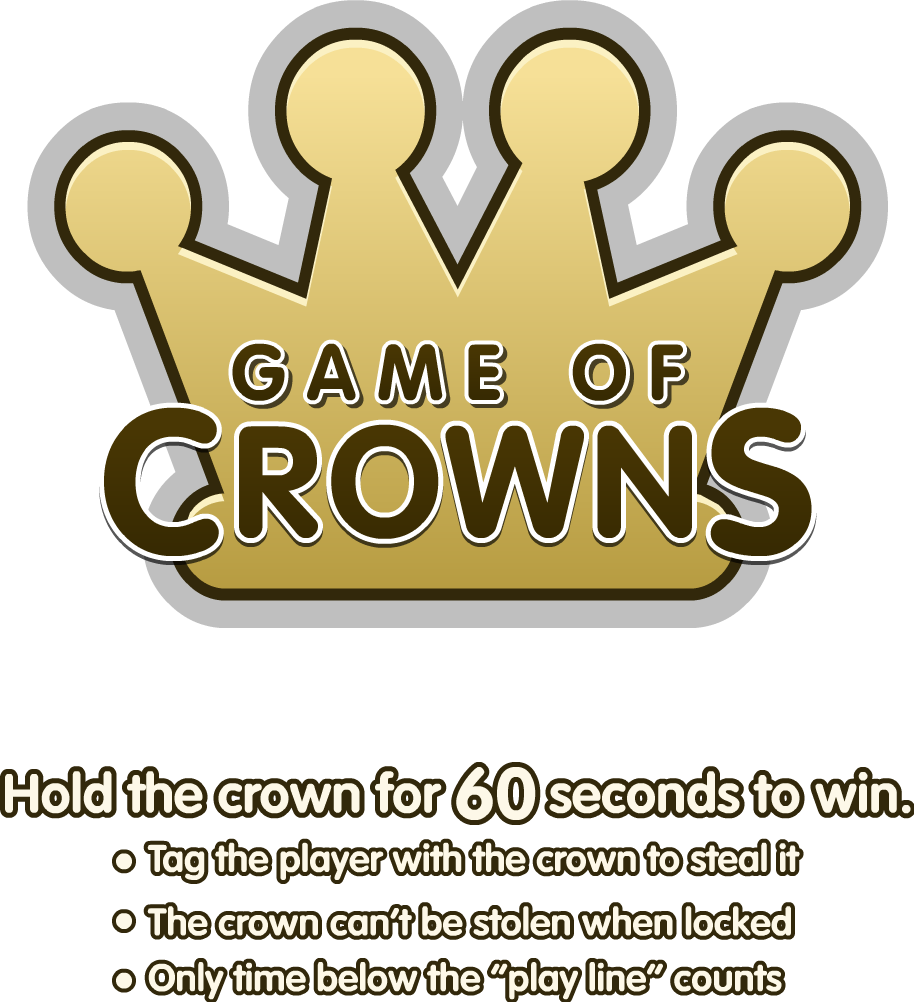 GAME OF
CROWNS
Hold the crown for 60 seconds to win.
• Tag the player with the crown to steal it
• The crown can't be stolen when locked
• Only time below the “play line” counts